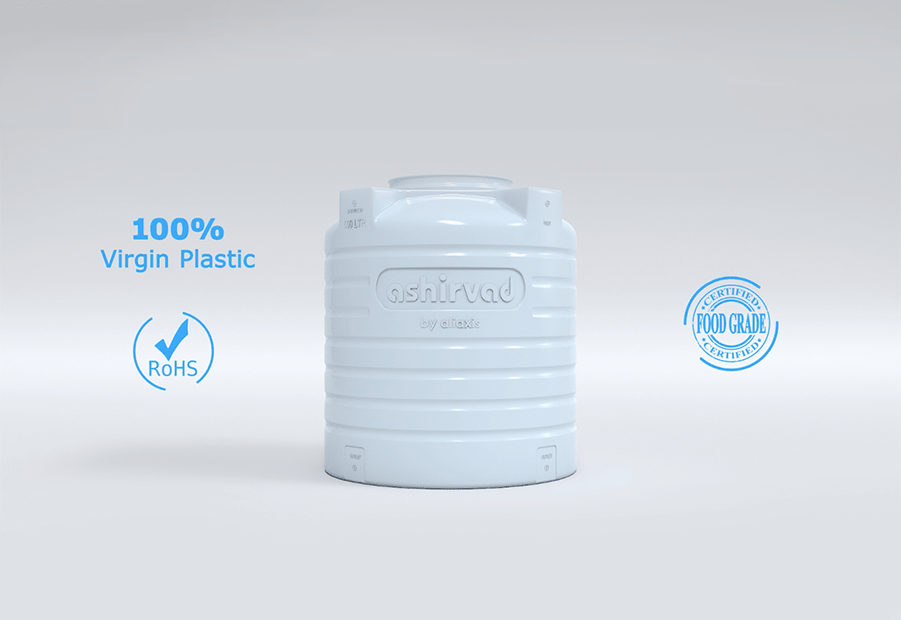 100%
Virgin Plastic
RoHS
ashirvad
by aliaxis
CERTIFIED
FOOD GRADE
CERTIFIED